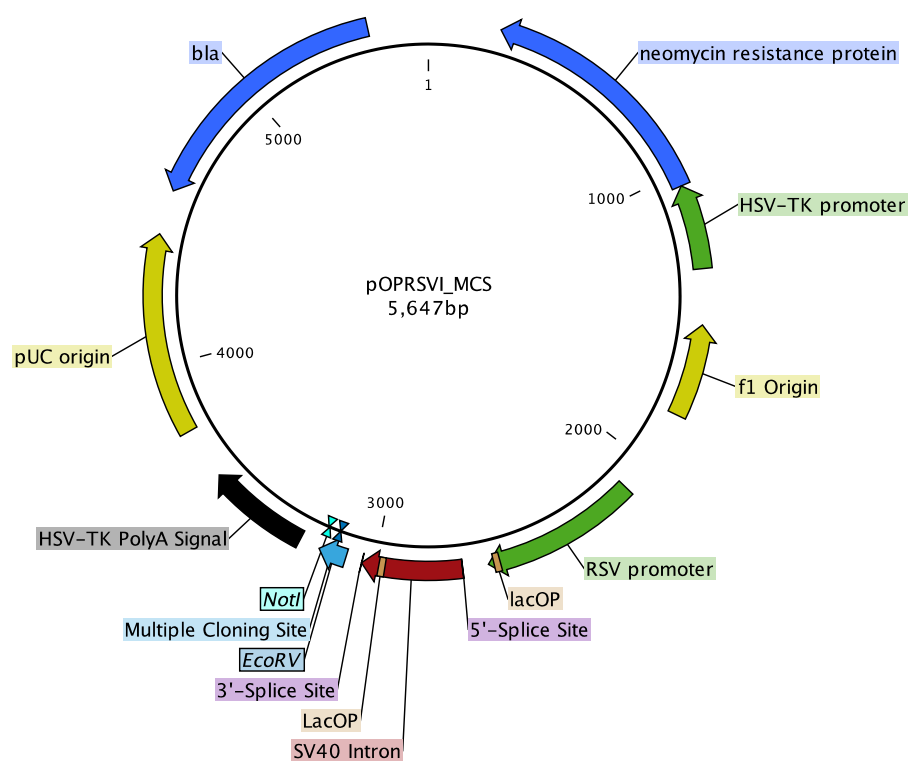 bla
neomycin resistance protein
1
5000
1000
HSV-TK promoter
pOPRSVI_MCS
5,647bp
pUC origin
4000
f1 Origin
2000
3000
HSV-TK PolyA Signal
RSV promoter
NotI
lacOP
Multiple Cloning Site
5'-Splice Site
EcoRV
3'-Splice Site
LacOP
SV40 Intron